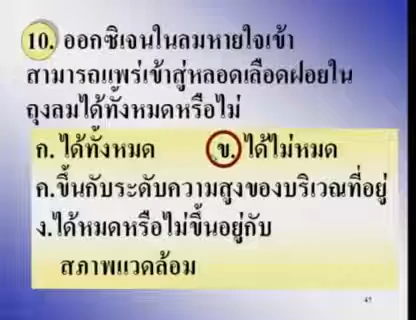 10. ออกซิเจนในลมหายใจเข้า
สามารถแพร่เข้าสู่หลอดเลือดฝอยใน
ถุงลมได้ทั้งหมดหรือไม่
ก. ได้ทั้งหมด ข. ได้ไม่หมด
ค.ขึ้นกับระดับความสูงของบริเวณที่อยู่
ง.ได้หมดหรือไม่ขึ้นอยู่กับ
สภาพแวดล้อม